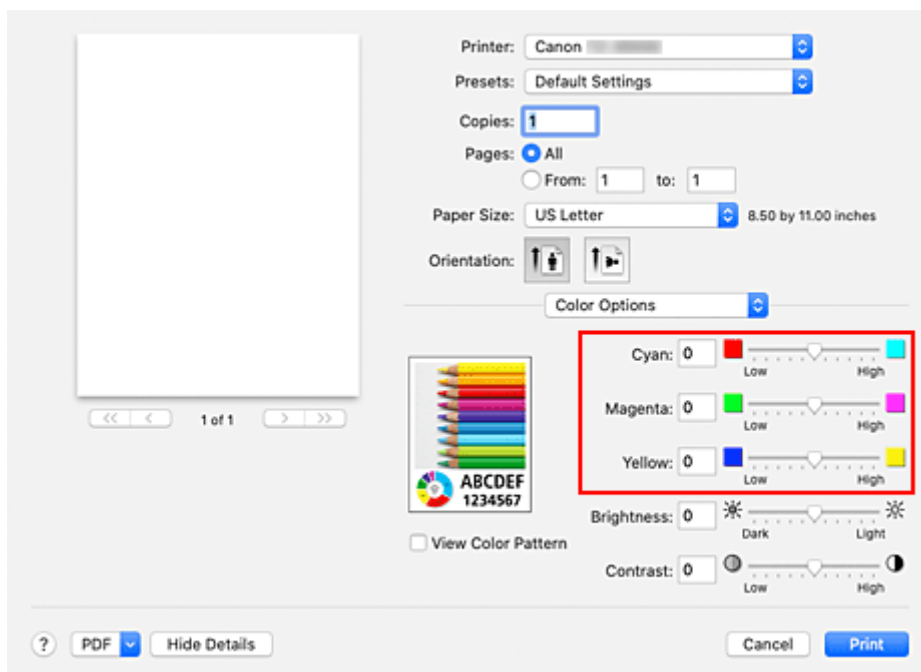 Printer: Canon
Presets: Default Settings
Copies: 1
Pages: All
From: 1 to: 1
Paper Size: US Letter 8.50 by 11.00 inches
Orientation:
Color Options
Cyan: 0
Low High
Magenta: 0
Low High
Yellow: 0
Low High
Brightness: 0
Dark Light
Contrast: 0
Low High
<< < 1 of 1 > >>
ABCDEF
1234567
View Color Pattern
? PDF Hide Details Cancel Print